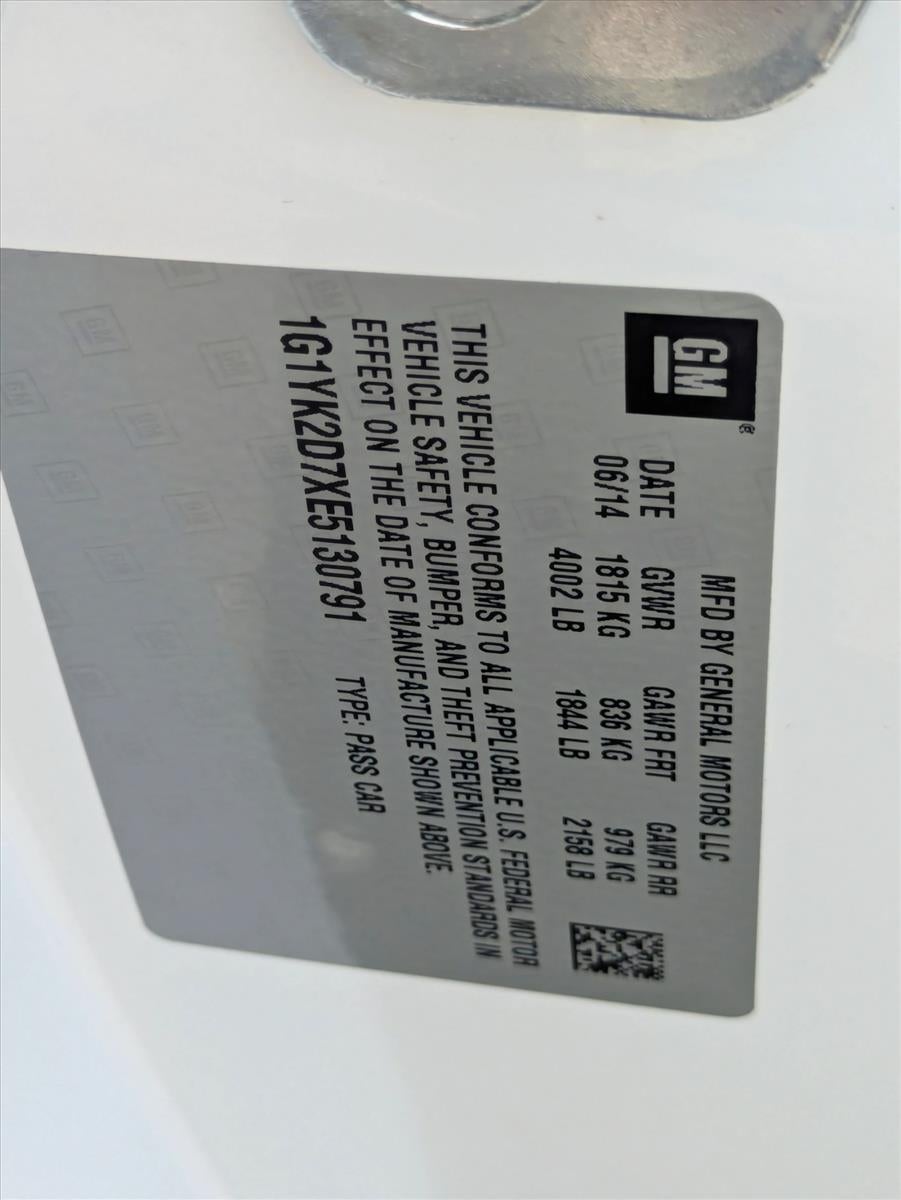 GM®
MFD BY GENERAL MOTORS LLC
DATE GVWR GAWR FRT GAWR RR
06/14 1815 KG 836 KG 979 KG
4002 LB 1844 LB 2158 LB
THIS VEHICLE CONFORMS TO ALL APPLICABLE U.S. FEDERAL MOTOR
VEHICLE SAFETY, BUMPER, AND THEFT PREVENTION STANDARDS IN
EFFECT ON THE DATE OF MANUFACTURE SHOWN ABOVE.
1G1YK2D7XE5130791 TYPE: PASS CAR